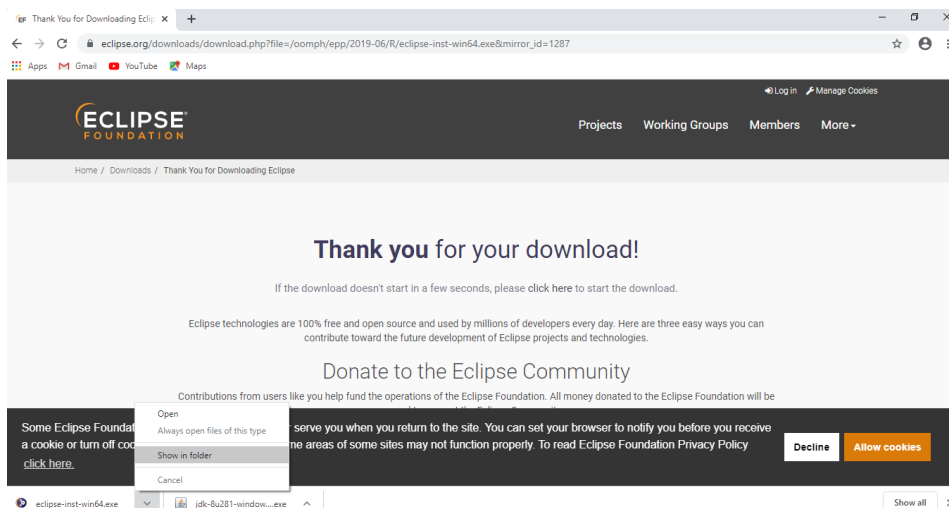 Thank You for Downloading Eclip
eclipse.org/downloads/download.php?file=/oomph/epp/2019-06/R/eclipse-inst-win64.exe&mirror_id=1287
Apps Gmail YouTube Maps
Log in Manage Cookies
ECLIPSE
FOUNDATION
Projects Working Groups Members More
Home / Downloads / Thank You for Downloading Eclipse
Thank you for your download!
If the download doesn't start in a few seconds, please click here to start the download.
Eclipse technologies are 100% free and open source and used by millions of developers every day. Here are three easy ways you can
contribute toward the future development of Eclipse projects and technologies.
Donate to the Eclipse Community
Contributions from users like you help fund the operations of the Eclipse Foundation. All money donated to the Eclipse Foundation will be
Open
Always open files of this type
Show in folder
Cancel
Some Eclipse Foundat serve you when you return to the site. You can set your browser to notify you before you receive
a cookie or turn off coo me areas of some sites may not function properly. To read Eclipse Foundation Privacy Policy
click here.
Decline Allow cookies
eclipse-inst-win64.exe jdk-8u281-window....exe Show all